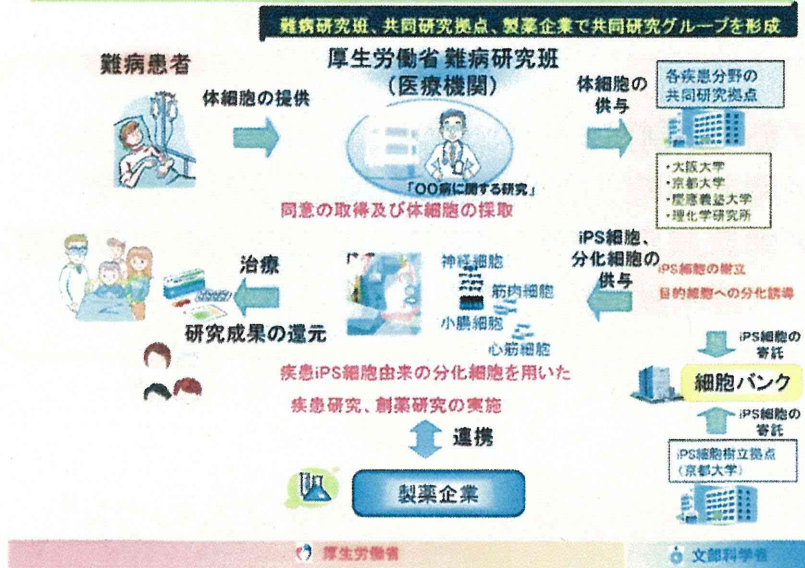 難病研究班、共同研究拠点、製薬企業で共同研究グループを形成
難病患者
厚生労働省 難病研究班
(医療機関)
体細胞の提供
体細胞の
供与
各疾患分野の
共同研究拠点
・大阪大学
・京都大学
・慶應義塾大学
・理化学研究所
「〇〇病に関する研究」
同意の取得及び体細胞の採取
iPS細胞、
分化細胞の
供与
iPS細胞の樹立
目的細胞への分化誘導
治療
研究成果の還元
神経細胞
筋肉細胞
小腸細胞
心筋細胞
疾患iPS細胞由来の分化細胞を用いた
疾患研究、創薬研究の実施
iPS細胞の
寄託
細胞バンク
iPS細胞の
寄託
iPS細胞樹立拠点
(京都大学)
連携
製薬企業
厚生労働省
文部科学省